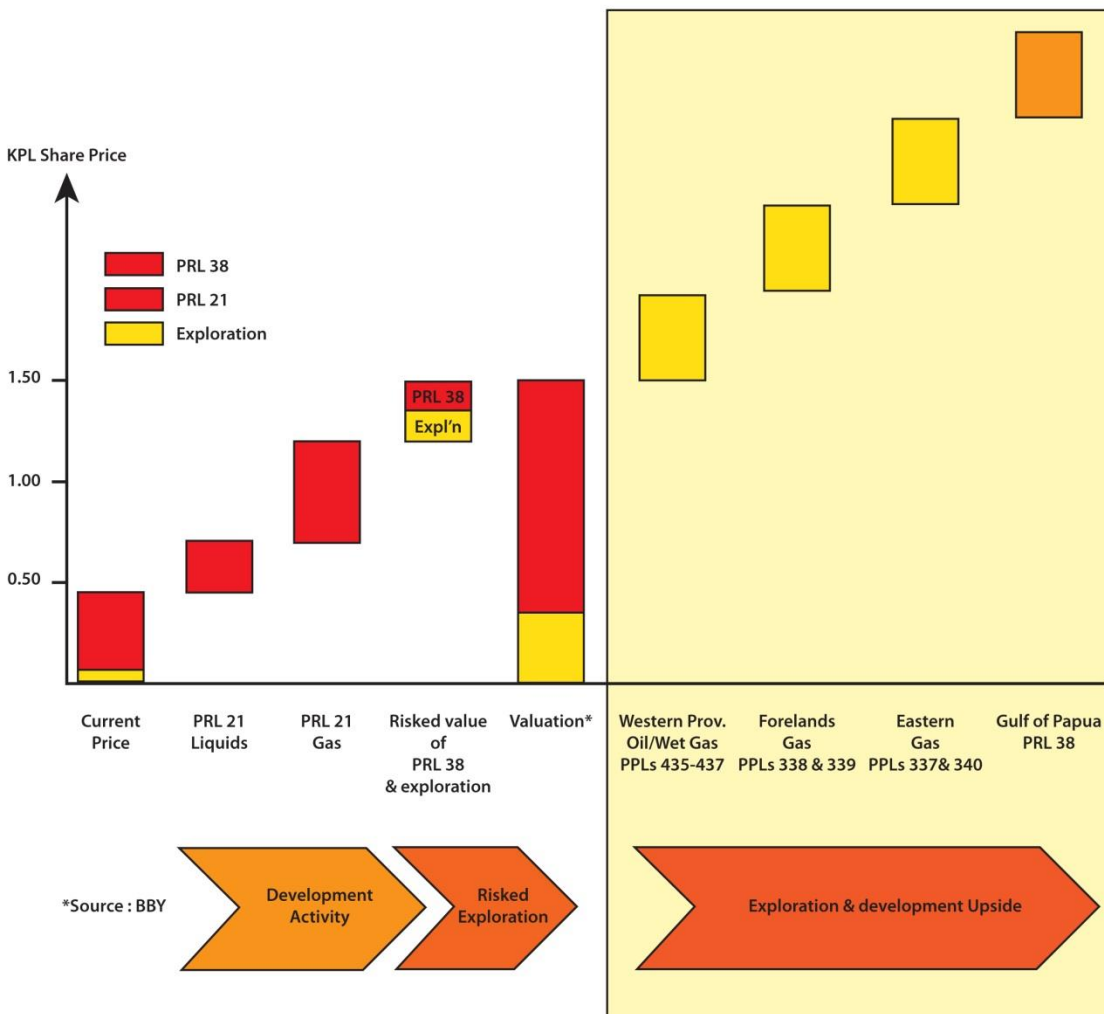 KPL Share Price
PRL 38
PRL 21
Exploration
1.50
1.00
0.50
PRL 38
Expl'n
Current
Price
PRL 21
Liquids
PRL 21
Gas
Risked value
of
PRL 38
& exploration
Valuation*
Western Prov.
Oil/Wet Gas
PPLs 435-437
Forelands
Gas
PPLs 338 & 339
Eastern
Gas
PPLs 337& 340
Gulf of Papua
PRL 38
*Source : BBY
Development
Activity
Risked
Exploration
Exploration & development Upside